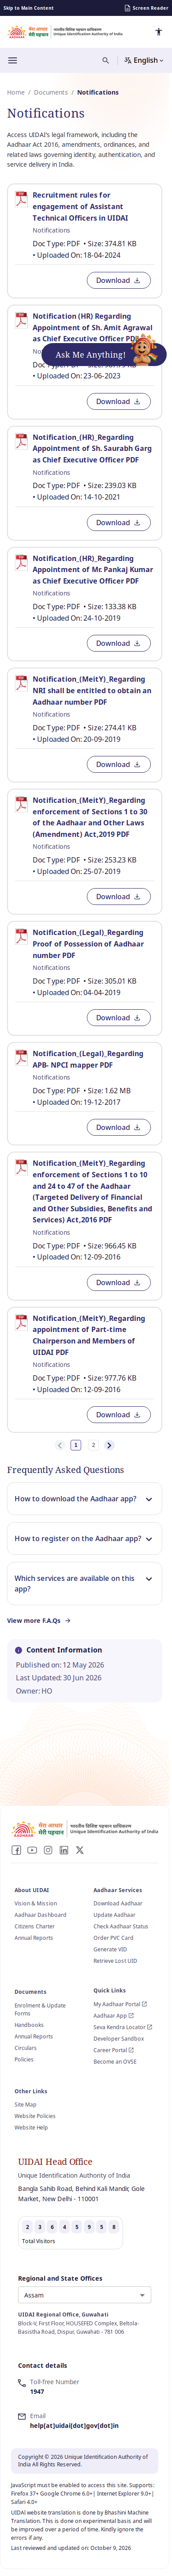 Skip to Main Content
Screen Reader
भारतीय विशिष्ट पहचान प्राधिकरण
Unique Identification Authority of India
English
Home / Documents / Notifications
Notifications
Access UIDAI's legal framework, including the
Aadhaar Act 2016, amendments, ordinances, and
related laws governing identity, authentication, and
service delivery in India.
Recruitment rules for
engagement of Assistant
Technical Officers in UIDAI
Notifications
Doc Type: PDF • Size: 374.81 KB
• Uploaded On: 18-04-2024
Download
Notification (HR) Regarding
Appointment of Sh. Amit Agrawal
as Chief Executive Officer
Ask Me Anything!
• Uploaded On: 23-06-2023
Download
Notification_(HR)_Regarding
Appointment of Sh. Saurabh Garg
as Chief Executive Officer PDF
Notifications
Doc Type: PDF • Size: 239.03 KB
• Uploaded On: 14-10-2021
Download
Notification_(HR)_Regarding
Appointment of Mr. Pankaj Kumar
as Chief Executive Officer PDF
Notifications
Doc Type: PDF • Size: 133.38 KB
• Uploaded On: 24-10-2019
Download
Notification_(MeitY)_Regarding
NRI shall be entitled to obtain an
Aadhaar number PDF
Notifications
Doc Type: PDF • Size: 274.41 KB
• Uploaded On: 20-09-2019
Download
Notification_(MeitY)_Regarding
enforcement of Sections 1 to 30
of the Aadhaar and Other Laws
(Amendment) Act,2019 PDF
Notifications
Doc Type: PDF • Size: 253.23 KB
• Uploaded On: 25-07-2019
Download
Notification_(Legal)_Regarding
Proof of Possession of Aadhaar
number PDF
Notifications
Doc Type: PDF • Size: 305.01 KB
• Uploaded On: 04-04-2019
Download
Notification_(Legal)_Regarding
APB- NPCI mapper PDF
Notifications
Doc Type: PDF • Size: 1.62 MB
• Uploaded On: 19-12-2017
Download
Notification_(MeitY)_Regarding
enforcement of Sections 1 to 10
and 24 to 47 of the Aadhaar
(Targeted Delivery of Financial
and Other Subsidies, Benefits and
Services) Act,2016 PDF
Notifications
Doc Type: PDF • Size: 966.45 KB
• Uploaded On: 12-09-2016
Download
Notification_(MeitY)_Regarding
appointment of Part-time
Chairperson and Members of
UIDAI PDF
Notifications
Doc Type: PDF • Size: 977.76 KB
• Uploaded On: 12-09-2016
Download
1 2
Frequently Asked Questions
How to download the Aadhaar app?
How to register on the Aadhaar app?
Which services are available on this
app?
View more F.A.Qs
Content Information
Published on: 12 May 2026
Last Updated: 30 Jun 2026
Owner: HO
मेरा आधार
मेरी पहचान
भारतीय विशिष्ट पहचान प्राधिकरण
Unique Identification Authority of India
About UIDAI
Vision & Mission
Aadhaar Dashboard
Citizens Charter
Annual Reports
Aadhaar Services
Download Aadhaar
Update Aadhaar
Check Aadhaar Status
Order PVC Card
Generate VID
Retrieve Lost UID
Documents
Enrolment & Update
Forms
Handbooks
Annual Reports
Circulars
Policies
Quick Links
My Aadhaar Portal
Aadhaar App
Seva Kendra Locator
Developer Sandbox
Career Portal
Become an OVSE
Other Links
Site Map
Website Policies
Website Help
UIDAI Head Office
Unique Identification Authority of India
Bangla Sahib Road, Behind Kali Mandir, Gole
Market, New Delhi - 110001
2 3 6 4 5 9 5 8
Total Visitors
Regional and State Offices
Assam
UIDAI Regional Office, Guwahati
Block-V, First Floor, HOUSEFED Complex, Beltola-
Basistha Road, Dispur, Guwahati - 781 006
Contact details
Toll-free Number
1947
Email
help[at]uidai[dot]gov[dot]in
Copyright © 2026 Unique Identification Authority of
India All Rights Reserved.
JavaScript must be enabled to access this site. Supports:
Firefox 37+ Google Chrome 6.0+| Internet Explorer 9.0+|
Safari 4.0+
UIDAI website translation is done by Bhashini Machine
Translation. This is done on experimental basis and will
be improved over a period of time. Kindly ignore the
errors if any.
Last reviewed and updated on: October 9, 2026